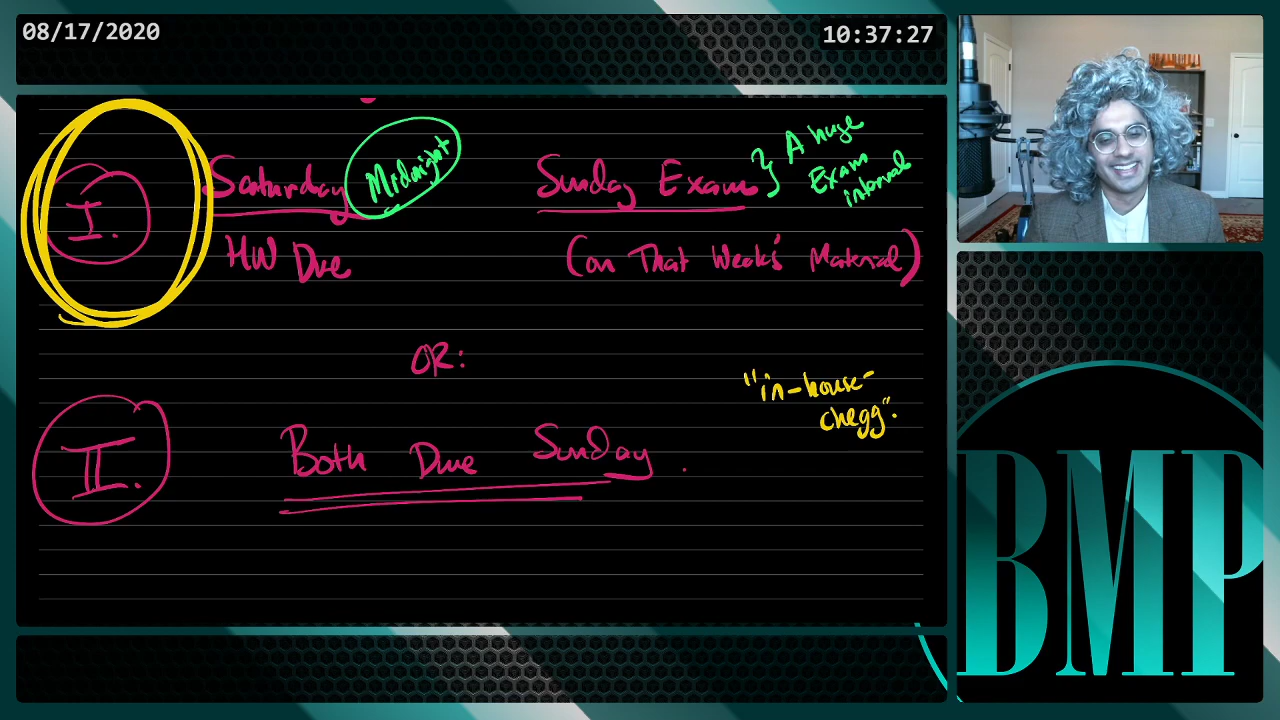 08/17/2020
10:37:27
I.
Saturday Midnight
Sunday Exam } A huge
Exam
interval
HW Due
(on That Week's Material)
OR:
"in-house-
chegg".
II.
Both Due Sunday.
BMP